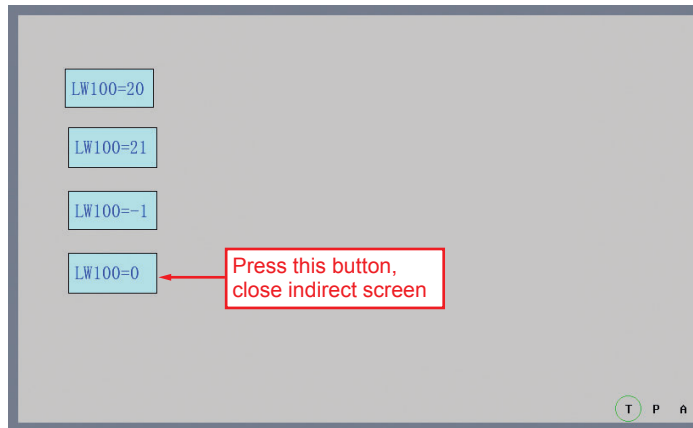 LW100=20
LW100=21
LW100=-1
LW100=0
Press this button,
close indirect screen
T P A